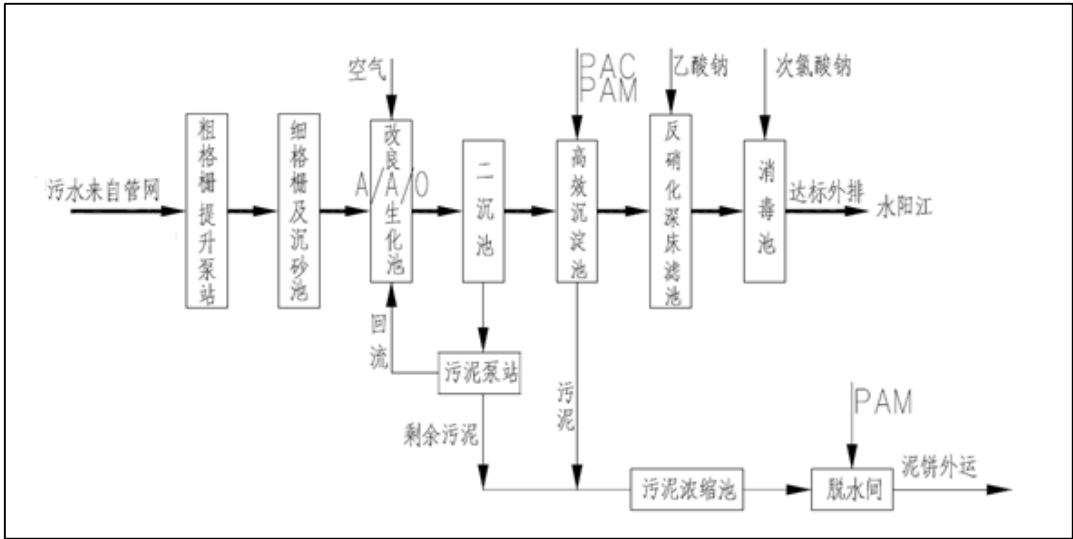 空气
PAC
PAM
乙酸钠
次氯酸钠
污水来自管网
粗格栅提升泵站
细格栅及沉砂池
改良A/A/O生化池
二沉池
高效沉淀池
反硝化深床滤池
消毒池
达标外排
水阳江
回流
污泥泵站
剩余污泥
污泥
PAM
污泥浓缩池
脱水间
泥饼外运